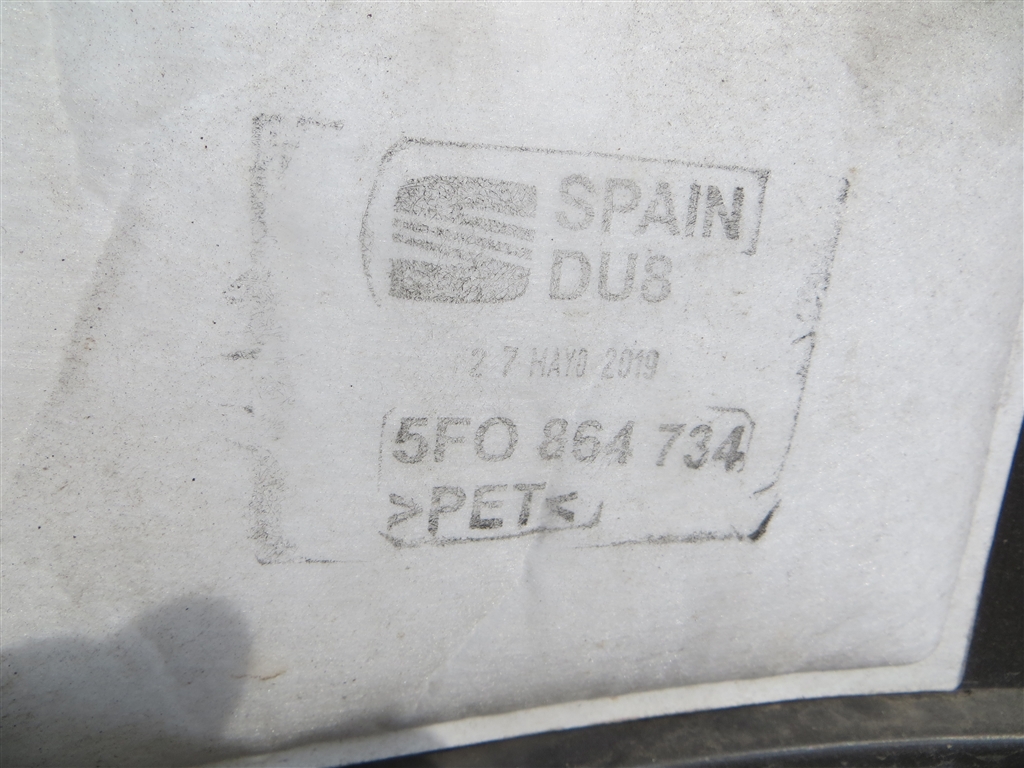 SPAIN
DU8
27 MAYO 2019
5FO 864 734
>PET<